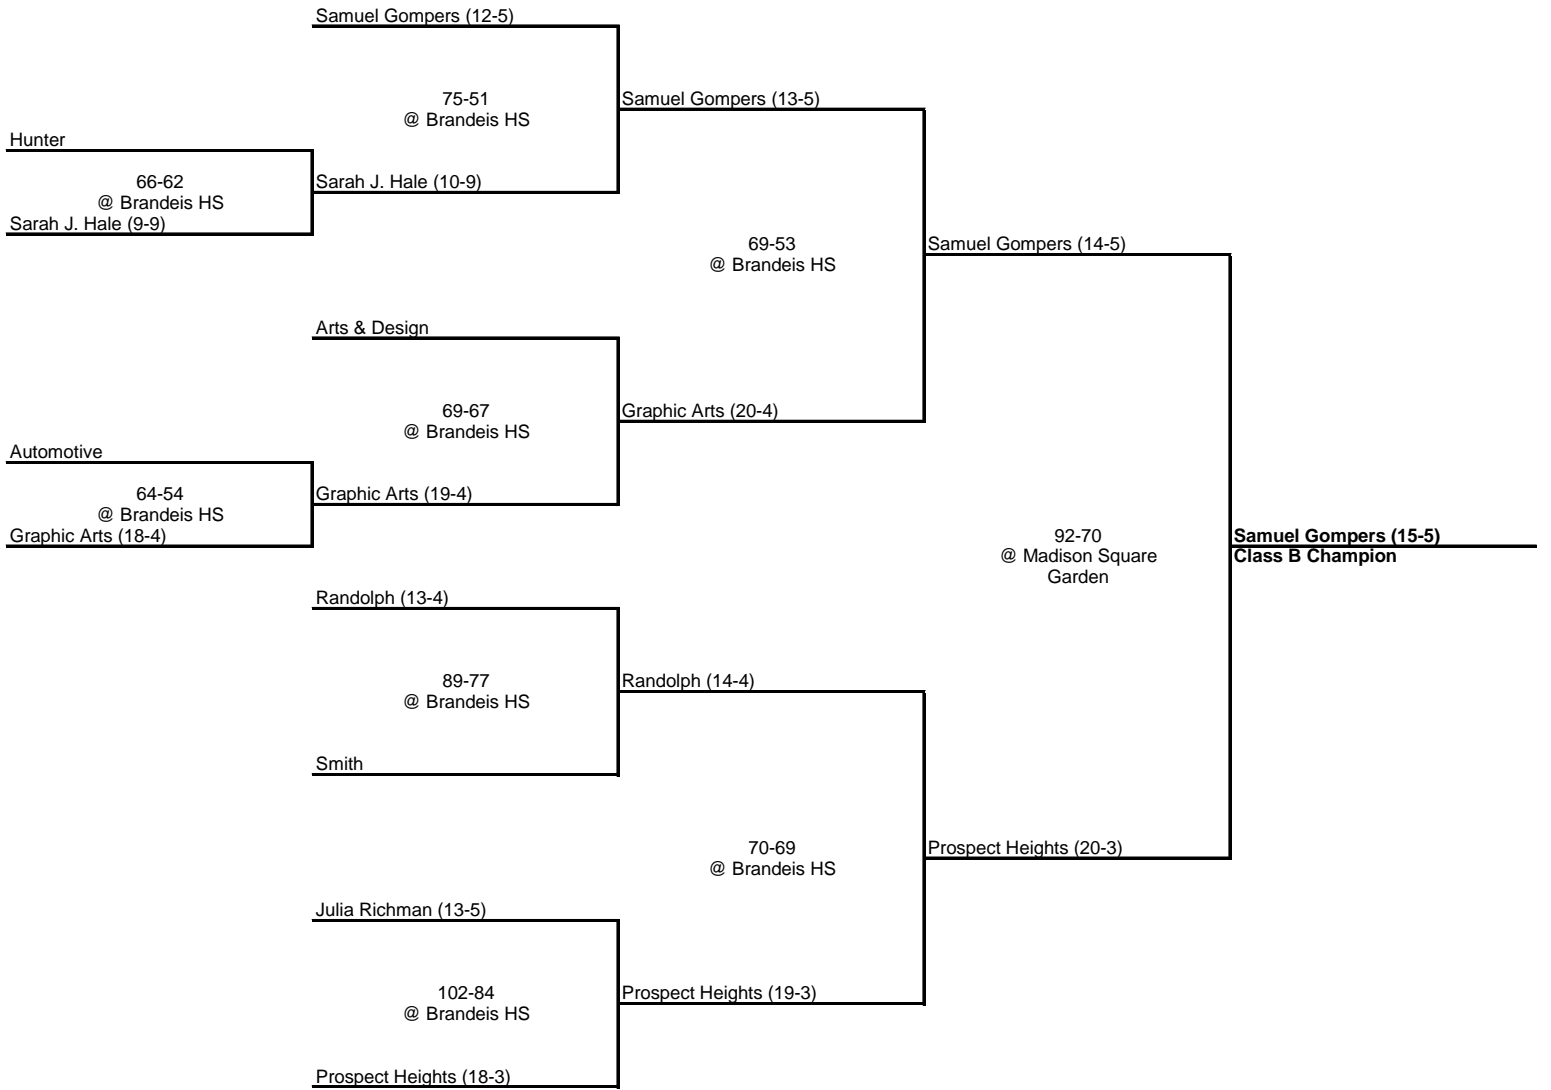 Samuel Gompers (12-5)
75-51
@ Brandeis HS
Samuel Gompers (13-5)
Hunter
66-62
@ Brandeis HS
Sarah J. Hale (10-9)
Sarah J. Hale (9-9)
69-53
@ Brandeis HS
Samuel Gompers (14-5)
Arts & Design
69-67
@ Brandeis HS
Graphic Arts (20-4)
Automotive
64-54
@ Brandeis HS
Graphic Arts (19-4)
Graphic Arts (18-4)
92-70
@ Madison Square
Garden
Samuel Gompers (15-5)
Class B Champion
Randolph (13-4)
89-77
@ Brandeis HS
Randolph (14-4)
Smith
70-69
@ Brandeis HS
Prospect Heights (20-3)
Julia Richman (13-5)
102-84
@ Brandeis HS
Prospect Heights (19-3)
Prospect Heights (18-3)